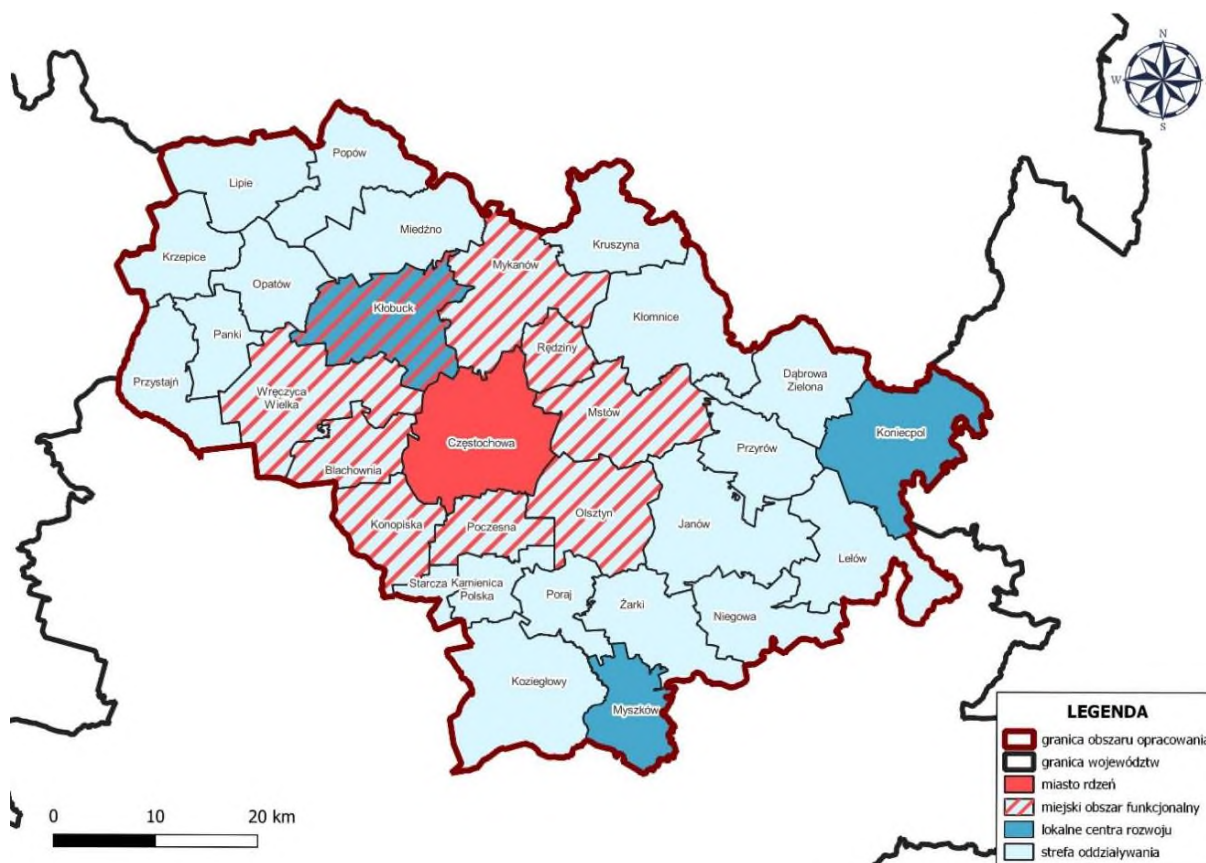 N
W
S
Popów
Lipie
Kruszyna
Miedźno
Krzepice
Mykanów
Opatów
Kłobuck
Kłomnice
Panki
Rędziny
Dąbrowa
Zielona
Przystajń
Wręczyca
Wielka
Mstów
Koniecpol
Częstochowa
Przyrów
Blachownia
Olsztyn
Konopiska
Poczesna
Janów
Lelów
Starcza
Kamienica
Polska
Poraj
Żarki
Niegowa
Koziegłowy
Myszków
LEGENDA
granica obszaru opracowania
granica województw
miasto rdzeń
miejski obszar funkcjonalny
lokalne centra rozwoju
strefa oddziaływania
0 10 20 km